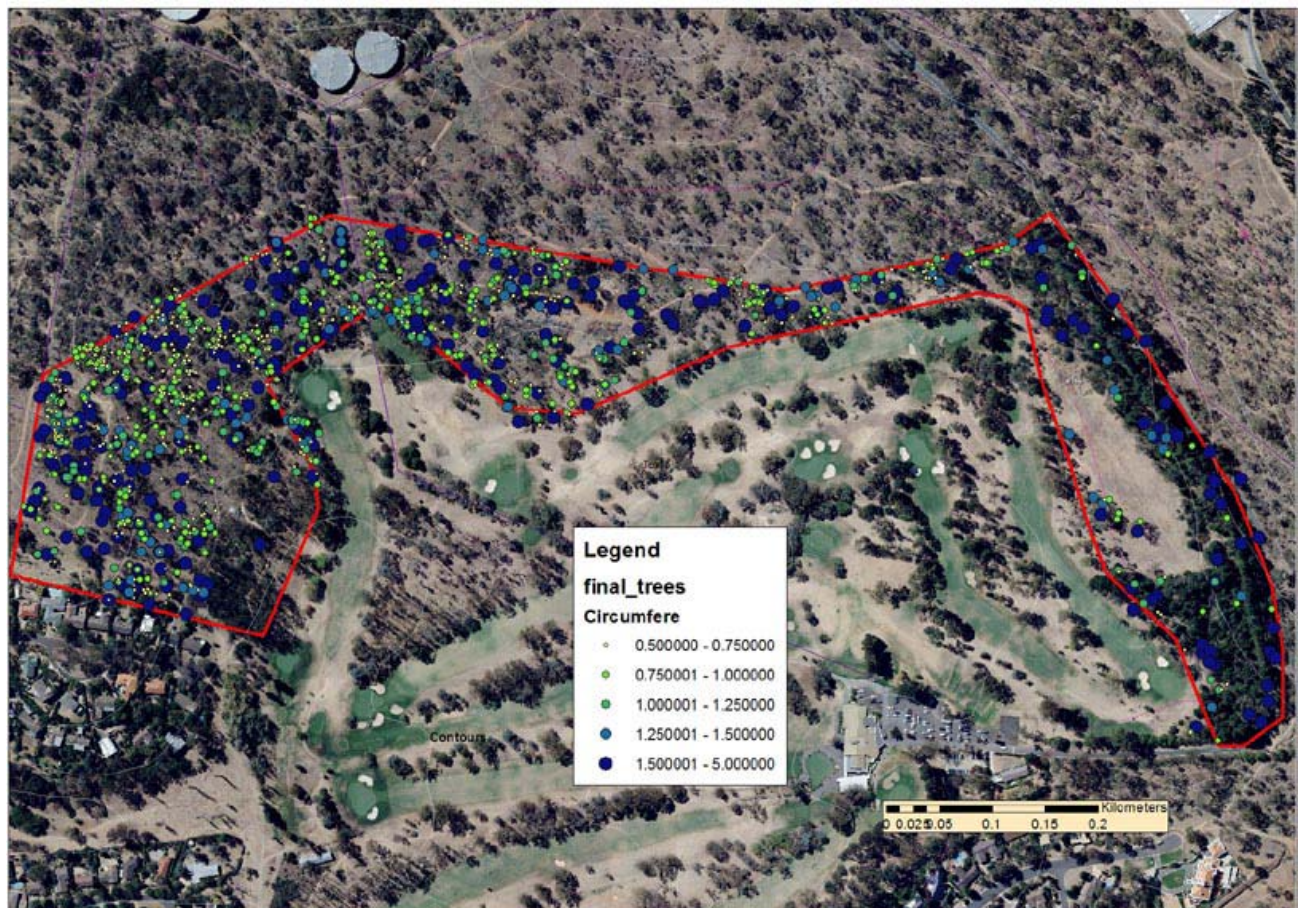 Legend
final_trees
Circumfere
0.500000 - 0.750000
0.750001 - 1.000000
1.000001 - 1.250000
1.250001 - 1.500000
1.500001 - 5.000000
Contours
Kilometers
0 0.025 0.05 0.1 0.15 0.2